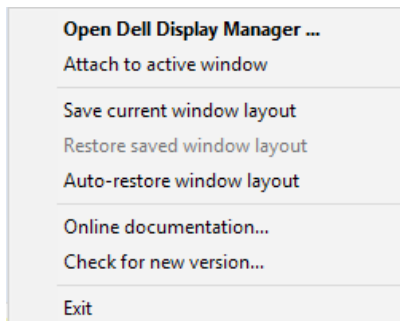 Open Dell Display Manager ...
Attach to active window
Save current window layout
Restore saved window layout
Auto-restore window layout
Online documentation...
Check for new version...
Exit